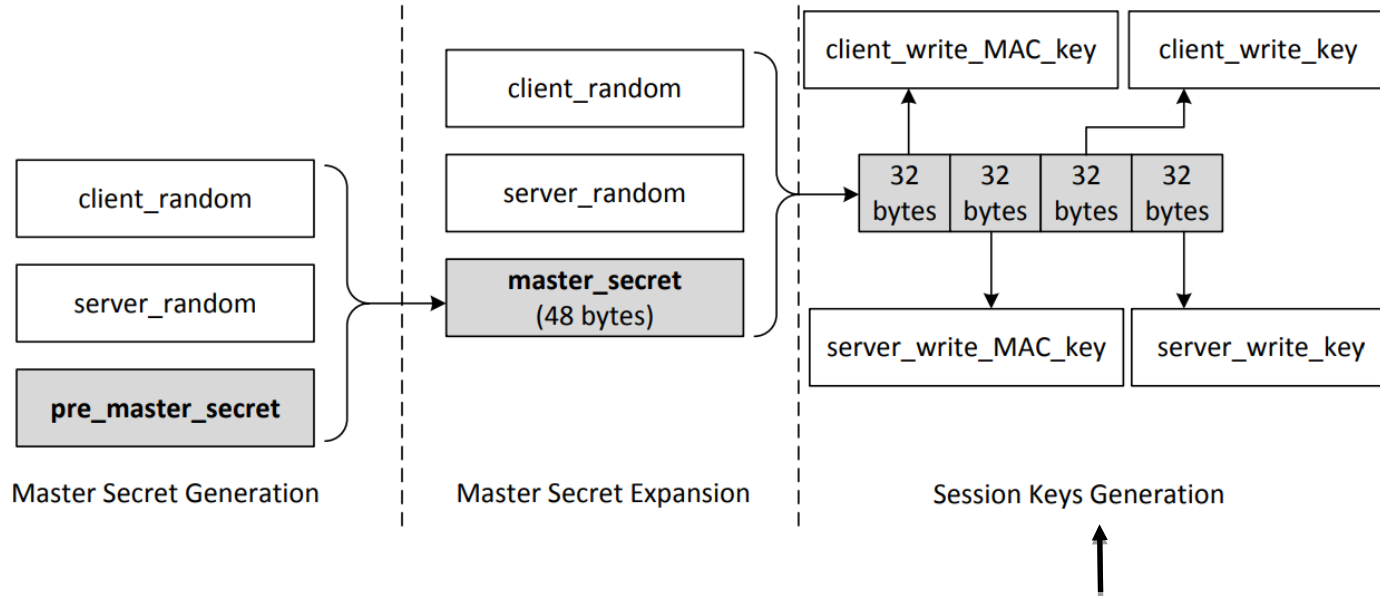 client_random
server_random
pre_master_secret
Master Secret Generation
client_random
server_random
master_secret
(48 bytes)
Master Secret Expansion
client_write_MAC_key
client_write_key
32
bytes
32
bytes
32
bytes
32
bytes
server_write_MAC_key
server_write_key
Session Keys Generation